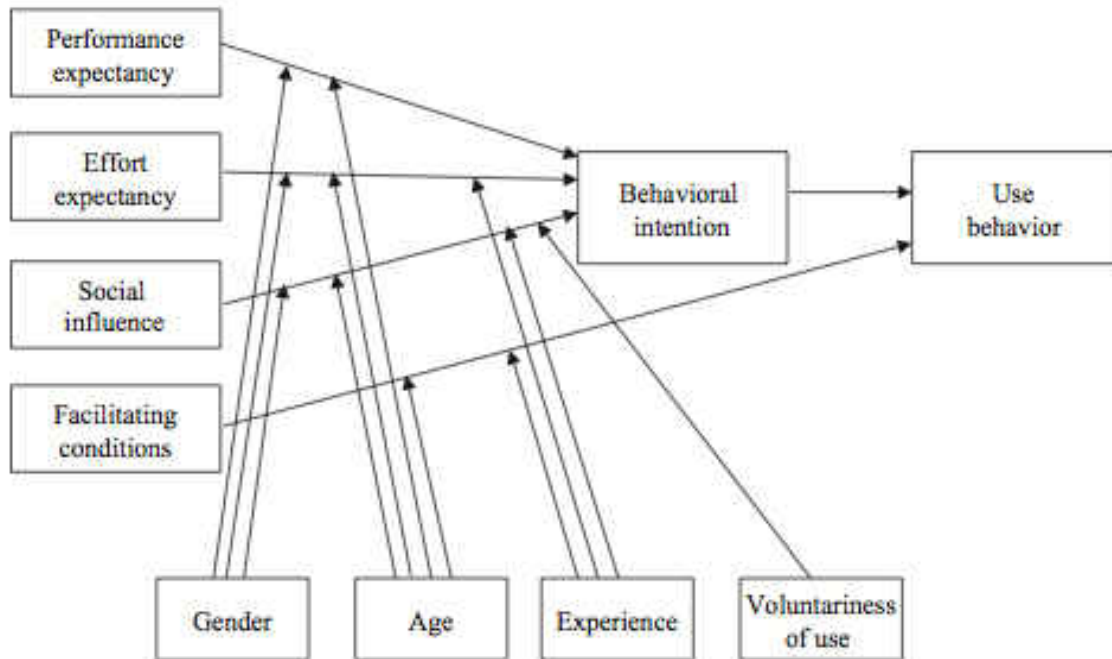 Performance
expectancy
Effort
expectancy
Behavioral
intention
Use
behavior
Social
influence
Facilitating
conditions
Gender
Age
Experience
Voluntariness
of use